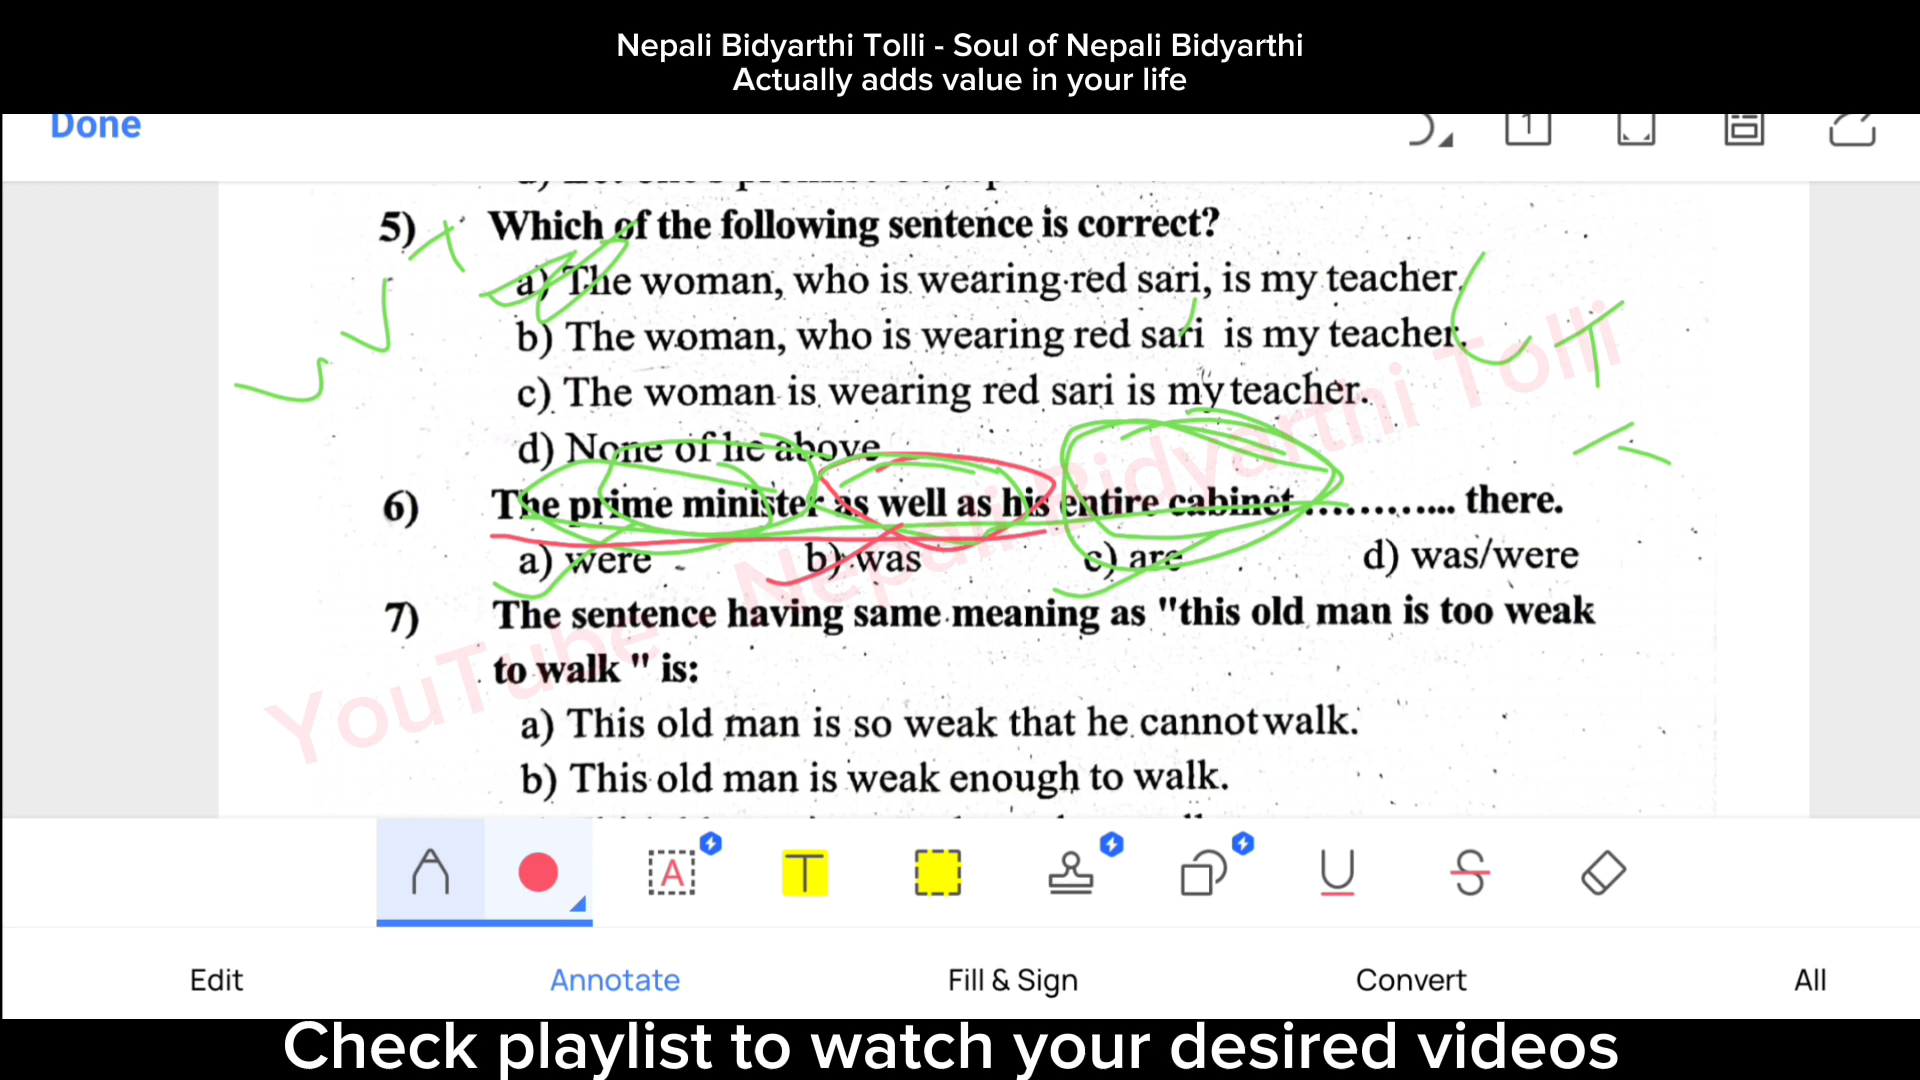 Nepali Bidyarthi Tolli - Soul of Nepali Bidyarthi
Actually adds value in your life
Done
5) Which of the following sentence is correct?
a) The woman, who is wearing red sari, is my teacher.
b) The woman, who is wearing red sari is my teacher.
c) The woman is wearing red sari is my teacher.
d) None of he above
6) The prime minister as well as his entire cabinet ........... there.
a) were b) was c) are d) was/were
7) The sentence having same meaning as "this old man is too weak
to walk " is:
a) This old man is so weak that he cannot walk.
b) This old man is weak enough to walk.
YouTube - Nepali Bidyarthi Tolli
Edit Annotate Fill & Sign Convert All
Check playlist to watch your desired videos